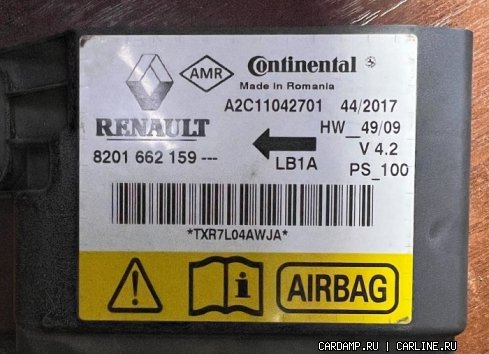 AMR
Continental
Made in Romania
A2C11042701 44/2017
RENAULT
HW__49/09
8201 662 159 ---
LB1A
V 4.2
PS_100
*TXR7L04AWJA*
AIRBAG
CARDAMP.RU | CARLINE.RU